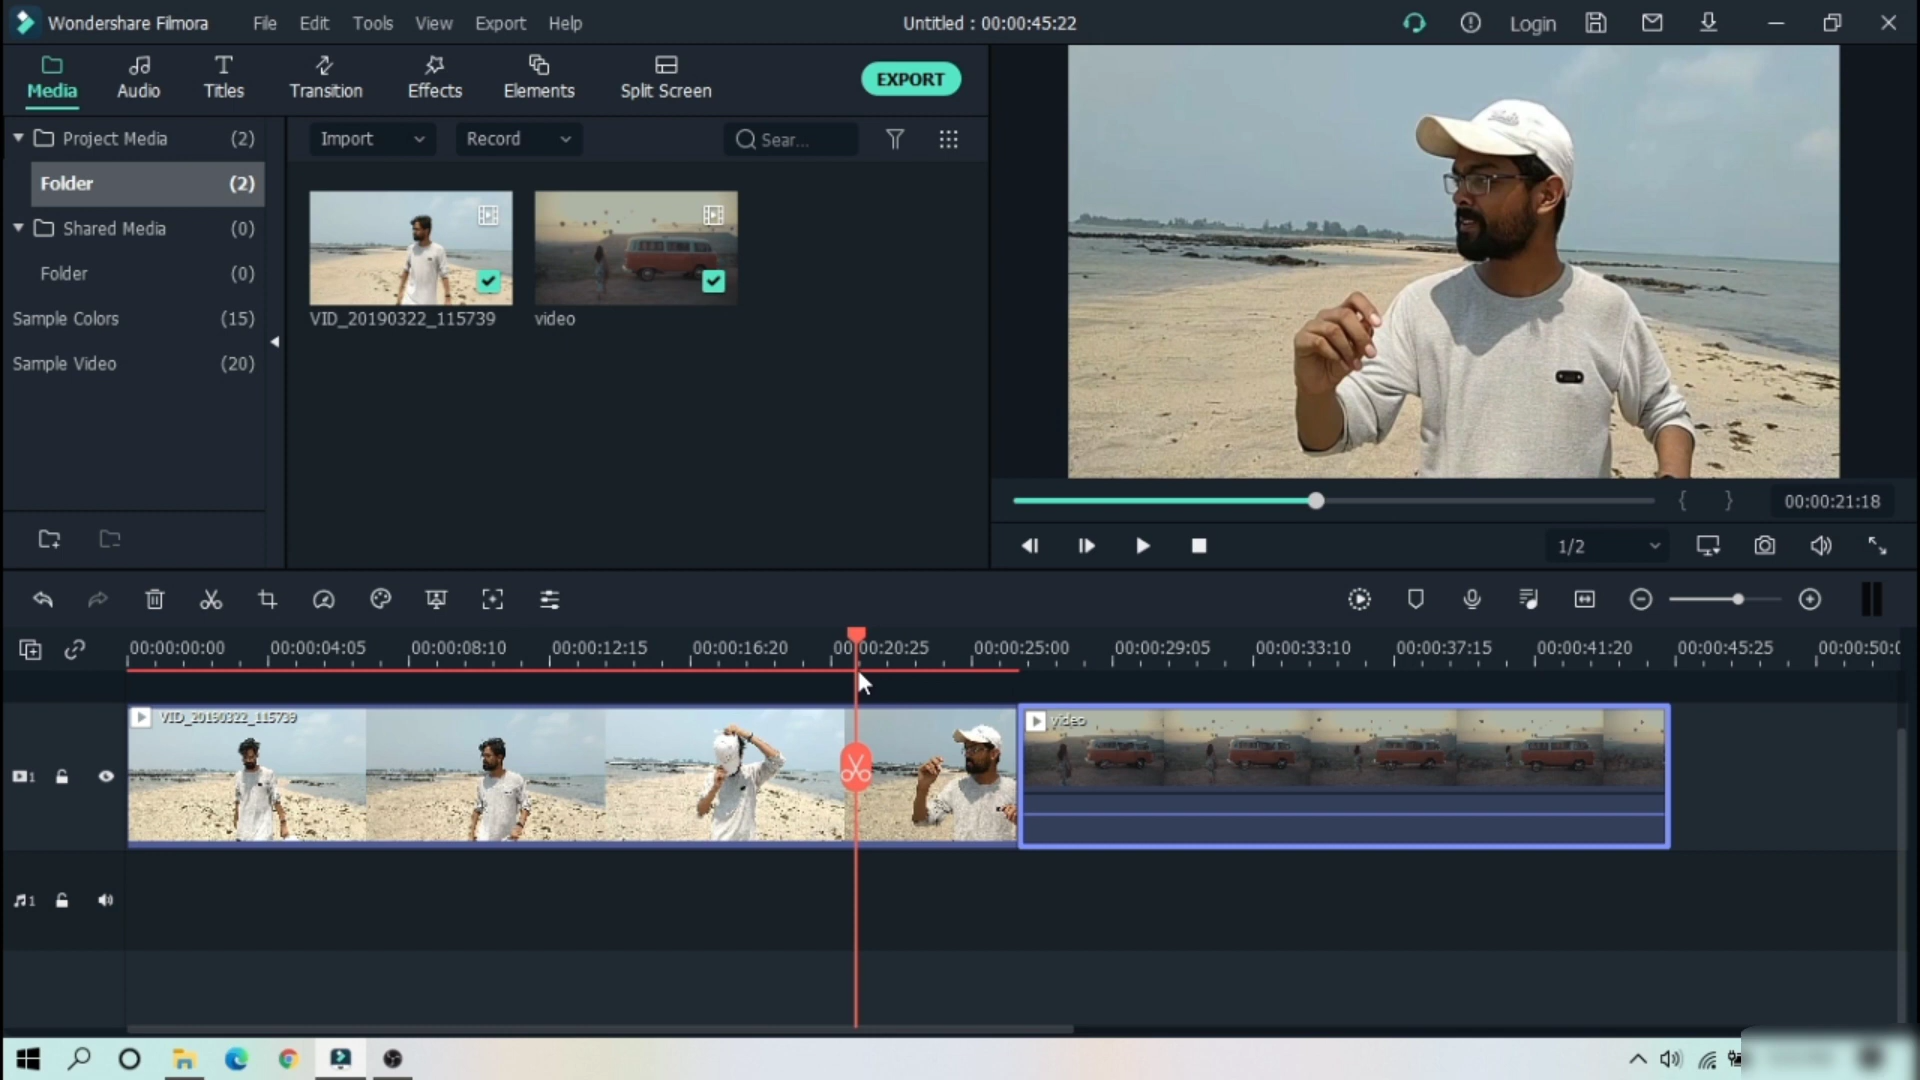 Wondershare Filmora File Edit Tools View Export Help Untitled : 00:00:45:22 Login
Media Audio Titles Transition Effects Elements Split Screen EXPORT
Project Media (2)
Folder (2)
Shared Media (0)
Folder (0)
Sample Colors (15)
Sample Video (20)
Import Record Sear...
VID_20190322_115739 video
{ } 00:00:21:18
1/2
00:00:00:00 00:00:04:05 00:00:08:10 00:00:12:15 00:00:16:20 00:00:20:25 00:00:25:00 00:00:29:05 00:00:33:10 00:00:37:15 00:00:41:20 00:00:45:25 00:00:50:0
VID_20190322_115739 video
1
1